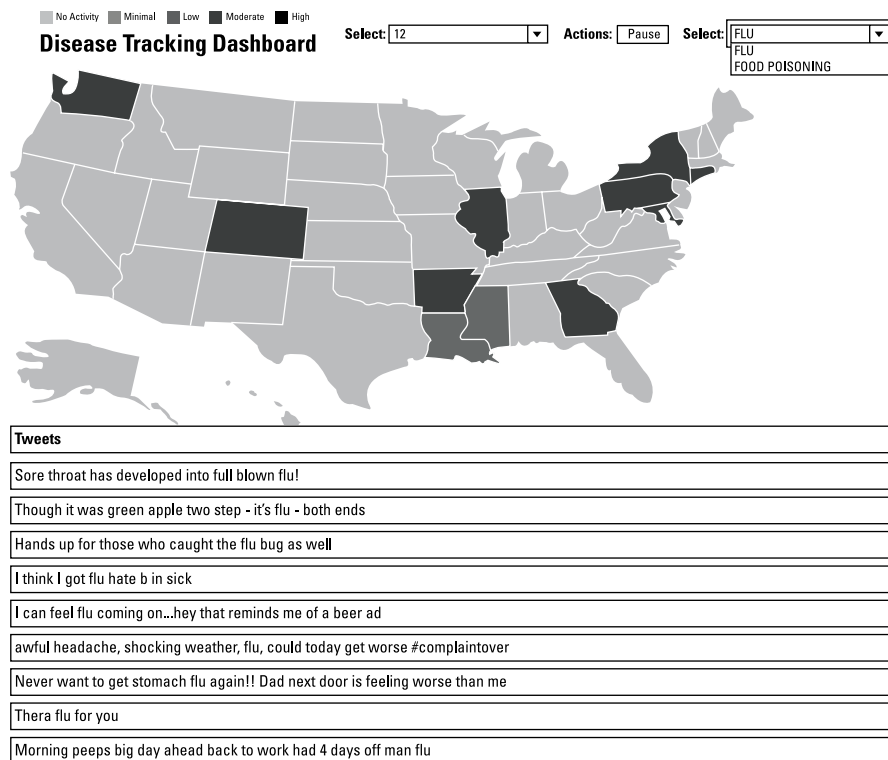 No Activity Minimal Low Moderate High
Disease Tracking Dashboard
Select: 12
Actions: Pause
Select: FLU
FLU
FOOD POISONING
Tweets
Sore throat has developed into full blown flu!
Though it was green apple two step - it's flu - both ends
Hands up for those who caught the flu bug as well
I think I got flu hate b in sick
I can feel flu coming on...hey that reminds me of a beer ad
awful headache, shocking weather, flu, could today get worse #complaintover
Never want to get stomach flu again!! Dad next door is feeling worse than me
Thera flu for you
Morning peeps big day ahead back to work had 4 days off man flu